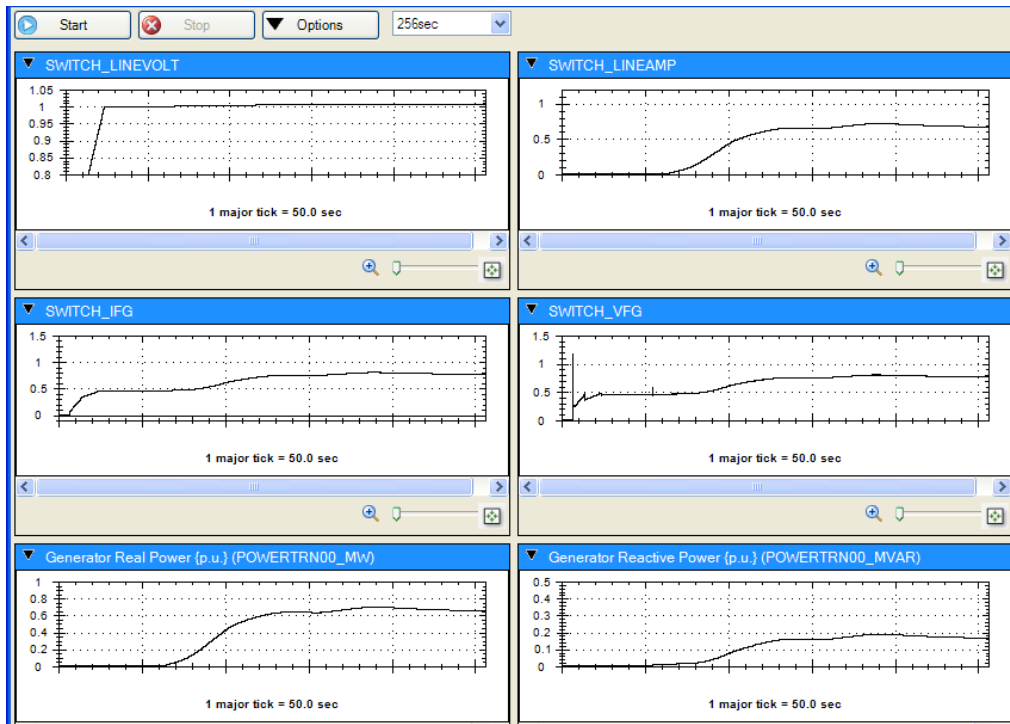 Start Stop Options 256sec
SWITCH_LINEVOLT
1.05
1
0.95
0.9
0.85
0.8
1 major tick = 50.0 sec
SWITCH_LINEAMP
1
0.5
0
1 major tick = 50.0 sec
SWITCH_IFG
1.5
1
0.5
0
1 major tick = 50.0 sec
SWITCH_VFG
1.5
1
0.5
0
1 major tick = 50.0 sec
Generator Real Power {p.u.} (POWERTRN00_MW)
1
0.8
0.6
0.4
0.2
0
1 major tick = 50.0 sec
Generator Reactive Power {p.u.} (POWERTRN00_MVAR)
0.5
0.4
0.3
0.2
0.1
0
1 major tick = 50.0 sec